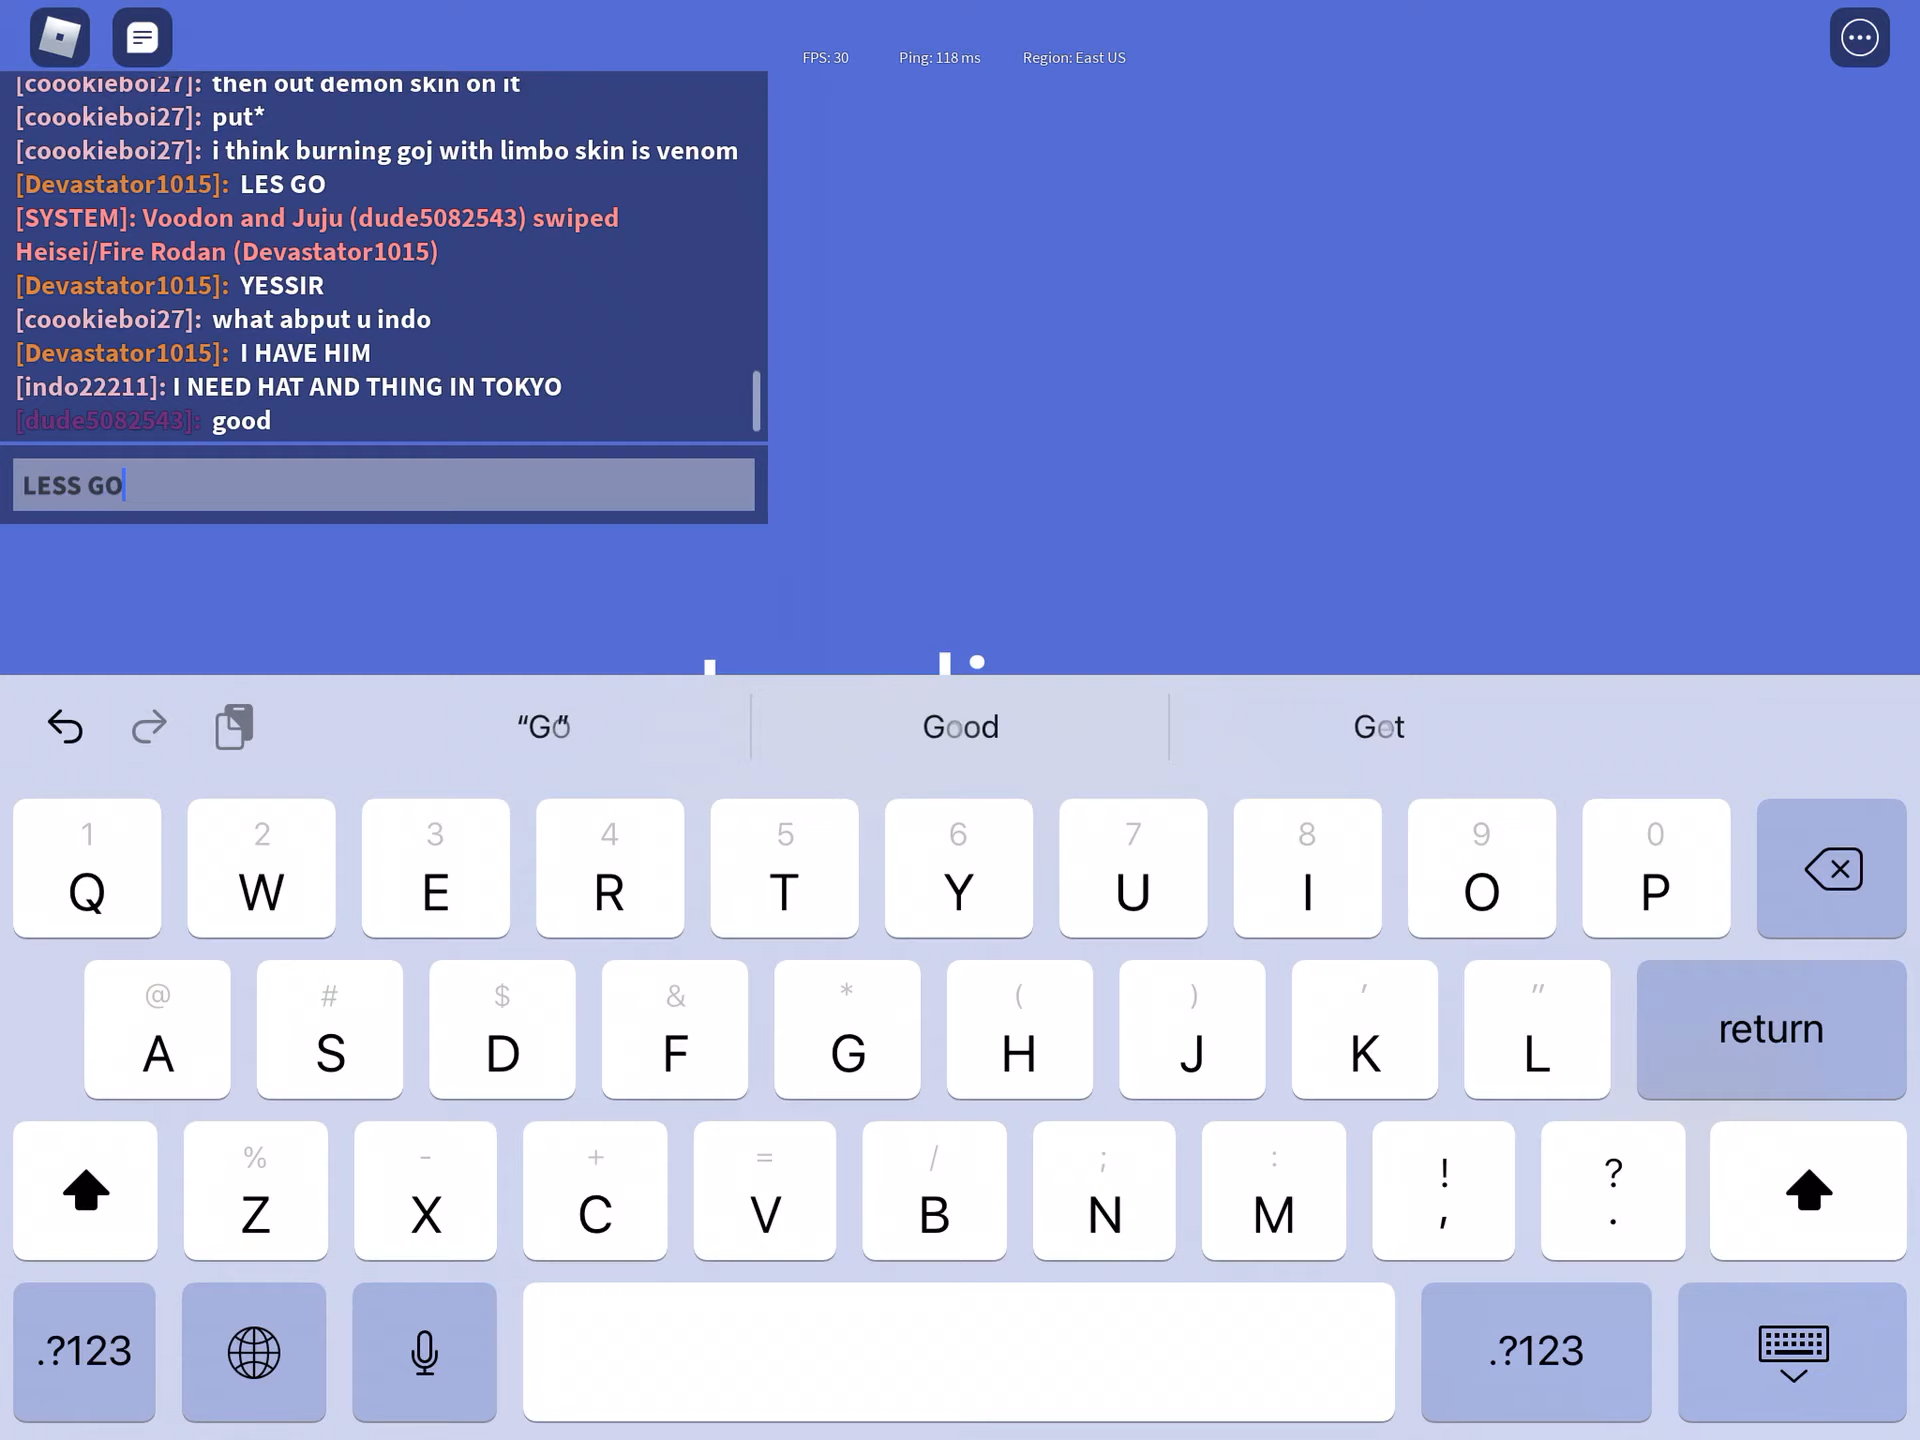 FPS: 30 Ping: 118 ms Region: East US
[coookieboi27]: then out demon skin on it
[coookieboi27]: put*
[coookieboi27]: i think burning goj with limbo skin is venom
[Devastator1015]: LES GO
[SYSTEM]: Voodon and Juju (dude5082543) swiped
Heisei/Fire Rodan (Devastator1015)
[Devastator1015]: YESSIR
[coookieboi27]: what abput u indo
[Devastator1015]: I HAVE HIM
[indo22211]: I NEED HAT AND THING IN TOKYO
[dude5082543]: good
LESS GO
“Go” Good Get
1 2 3 4 5 6 7 8 9 0
Q W E R T Y U I O P
@ # $ & * ( ) ' "
A S D F G H J K L return
% - + = / ; : ! ?
Z X C V B N M , .
.?123 .?123